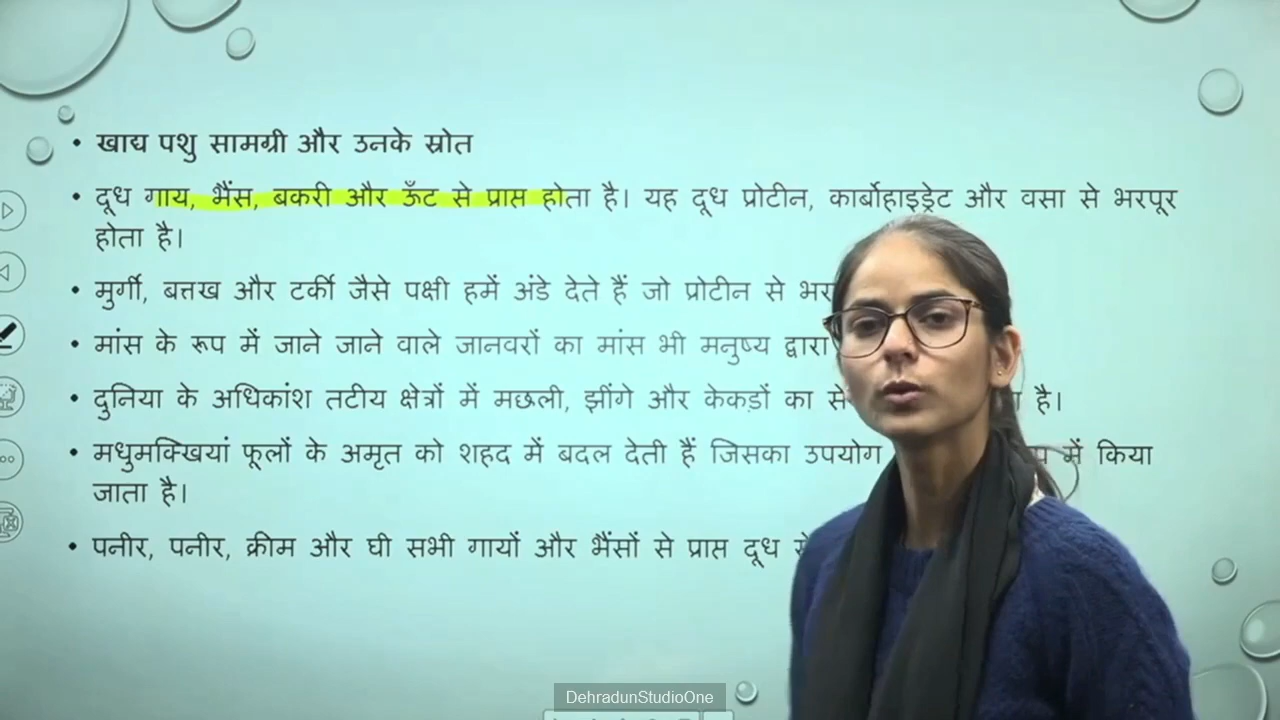 • खाद्य पशु सामग्री और उनके स्रोत
• दूध गाय, भैंस, बकरी और ऊँट से प्राप्त होता है। यह दूध प्रोटीन, कार्बोहाइड्रेट और वसा से भरपूर
होता है।
• मुर्गी, बत्तख और टर्की जैसे पक्षी हमें अंडे देते हैं जो प्रोटीन से
• मांस के रूप में जाने जाने वाले जानवरों का मांस भी मनुष्य द्वारा
• दुनिया के अधिकांश तटीय क्षेत्रों में मछली, झींगे और केकड़ों का है।
• मधुमक्खियां फूलों के अमृत को शहद में बदल देती हैं जिसका उपयोग में किया
जाता है।
• पनीर, पनीर, क्रीम और घी सभी गायों और भैंसों से प्राप्त दूध
DehradunStudioOne